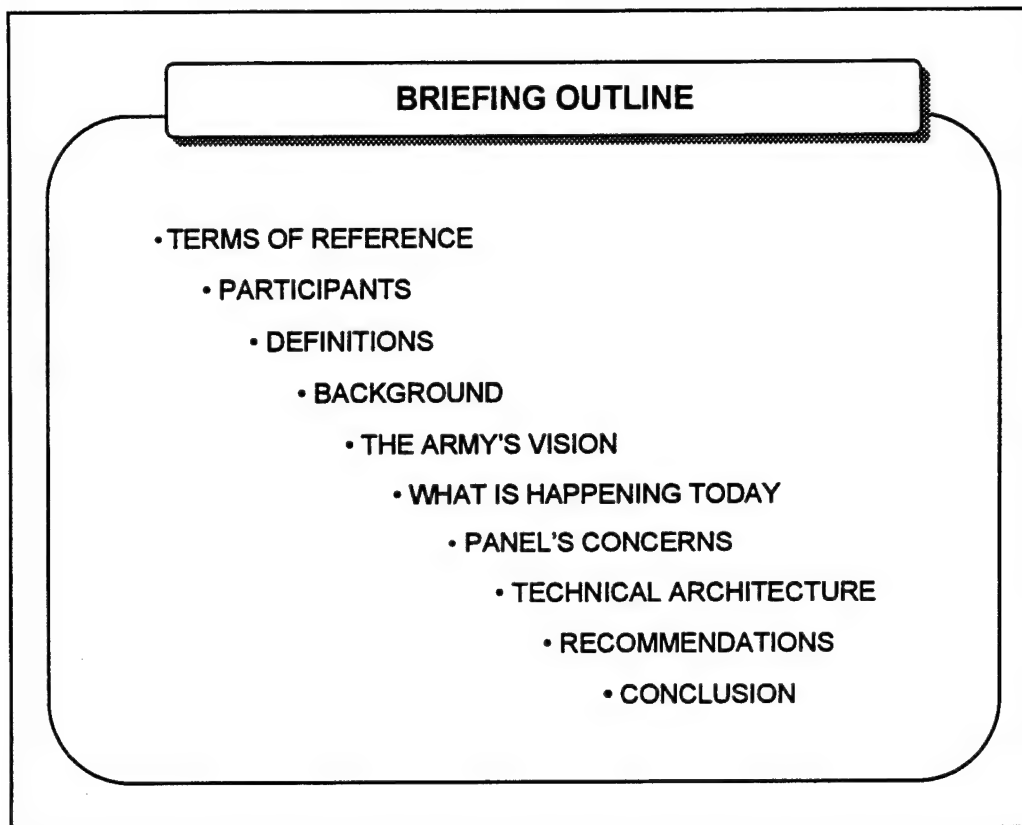 BRIEFING OUTLINE
• TERMS OF REFERENCE
• PARTICIPANTS
• DEFINITIONS
• BACKGROUND
• THE ARMY'S VISION
• WHAT IS HAPPENING TODAY
• PANEL'S CONCERNS
• TECHNICAL ARCHITECTURE
• RECOMMENDATIONS
• CONCLUSION